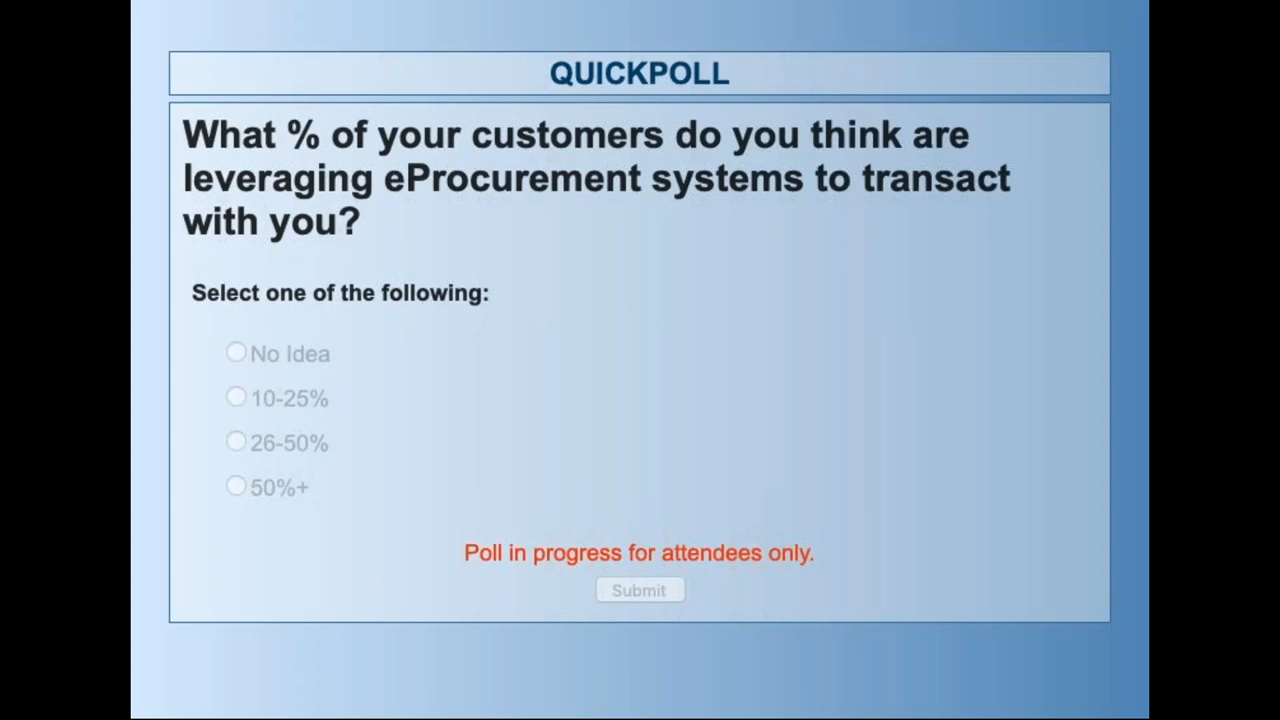 QUICKPOLL
What % of your customers do you think are
leveraging eProcurement systems to transact
with you?
Select one of the following:
No Idea
10-25%
26-50%
50%+
Poll in progress for attendees only.
Submit